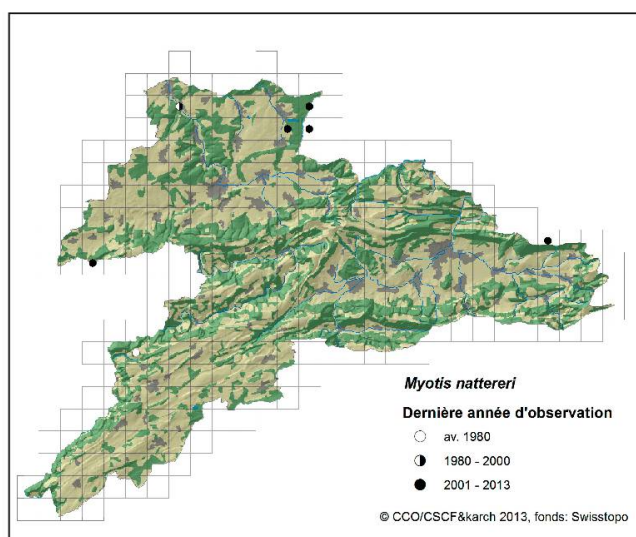 Myotis nattereri
Dernière année d'observation
av. 1980
1980 - 2000
2001 - 2013
© CCO/CSCF&karch 2013, fonds: Swisstopo